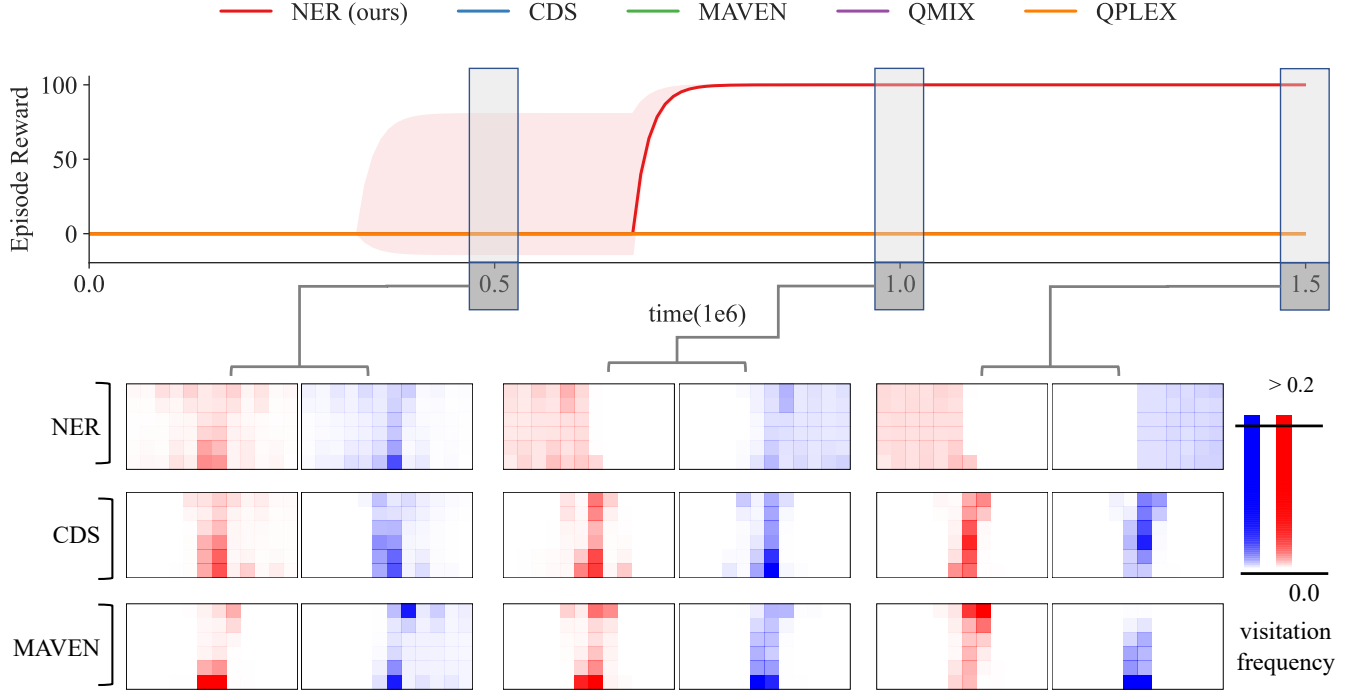 NER (ours) CDS MAVEN QMIX QPLEX
Episode Reward
100
50
0
0.0 0.5 1.0 1.5
time(1e6)
> 0.2
NER
CDS
0.0
MAVEN
visitation
frequency